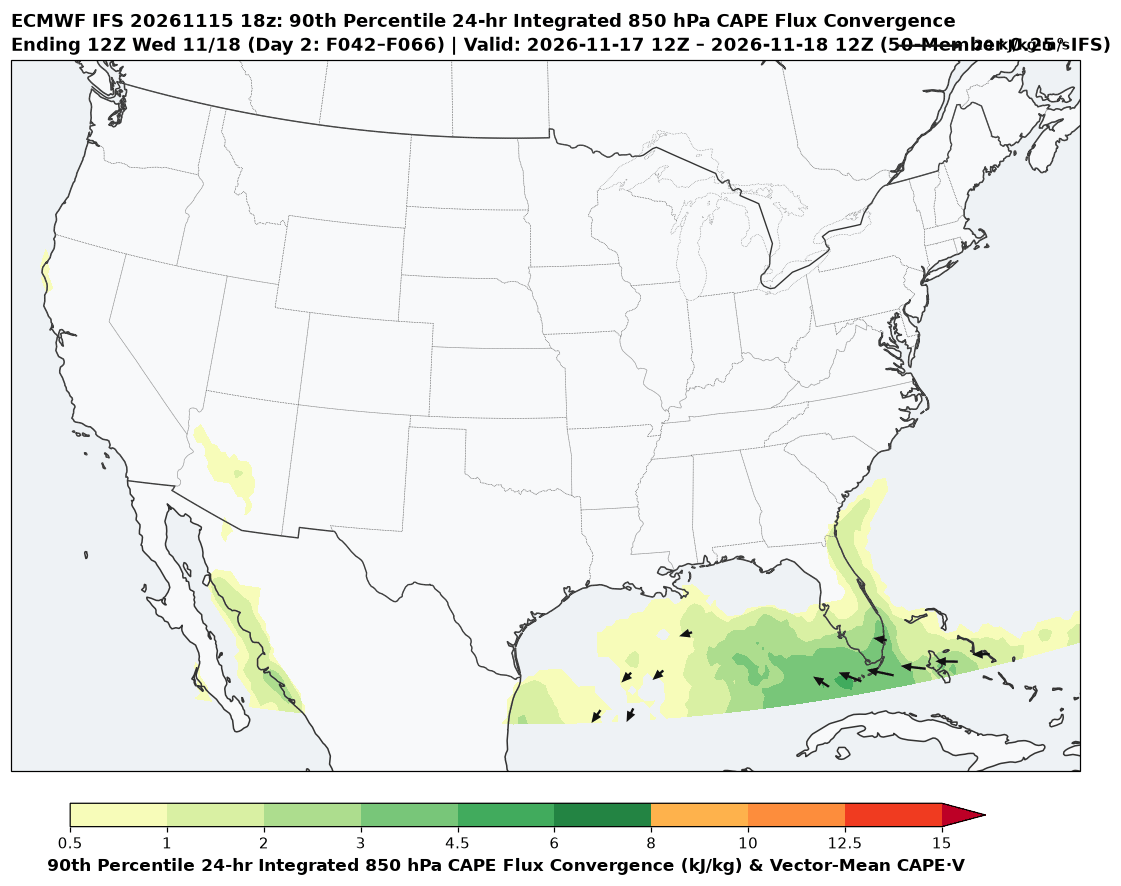 ECMWF IFS 20261115 18z: 90th Percentile 24-hr Integrated 850 hPa CAPE Flux Convergence
Ending 12Z Wed 11/18 (Day 2: F042–F066) | Valid: 2026-11-17 12Z – 2026-11-18 12Z (50-Member 0.25° IFS)
0.5 1 2 3 4.5 6 8 10 12.5 15
90th Percentile 24-hr Integrated 850 hPa CAPE Flux Convergence (kJ/kg) & Vector-Mean CAPE·V